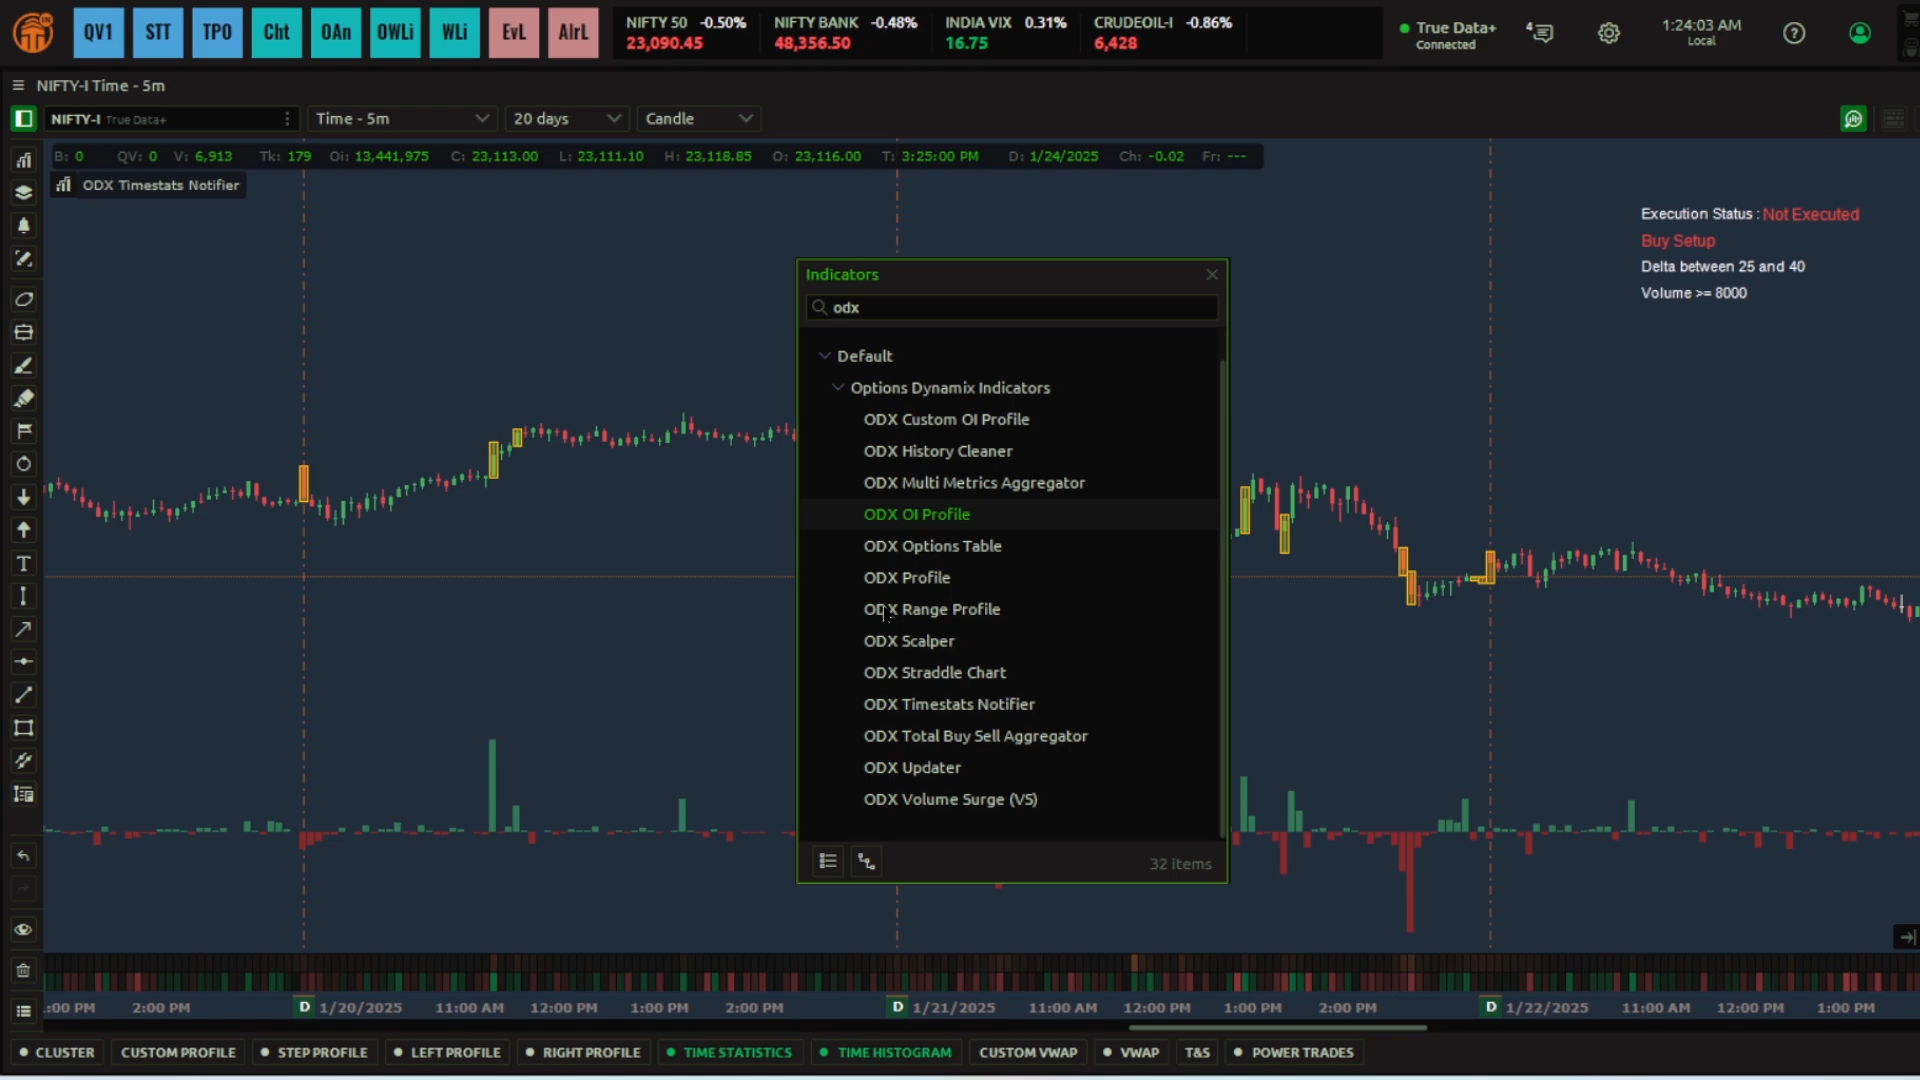 QV1 STT TPO Cht OAn OWLi WLi EvL AlrL
NIFTY 50 -0.50% NIFTY BANK -0.48% INDIA VIX 0.31% CRUDEOIL-I -0.86%
23,090.45 48,356.50 16.75 6,428
True Data+
Connected
4
1:24:03 AM
Local
NIFTY-I Time - 5m
NIFTY-I True Data+ Time - 5m 20 days Candle
B: 0 QV: 0 V: 6,913 Tk: 179 Oi: 13,441,975 C: 23,113.00 L: 23,111.10 H: 23,118.85 O: 23,116.00 T: 3:25:00 PM D: 1/24/2025 Ch: -0.02 Fr: ---
ODX Timestats Notifier
Execution Status : Not Executed
Buy Setup
Delta between 25 and 40
Volume >= 8000
Indicators
odx
Default
Options Dynamix Indicators
ODX Custom OI Profile
ODX History Cleaner
ODX Multi Metrics Aggregator
ODX OI Profile
ODX Options Table
ODX Profile
ODX Range Profile
ODX Scalper
ODX Straddle Chart
ODX Timestats Notifier
ODX Total Buy Sell Aggregator
ODX Updater
ODX Volume Surge (VS)
32 items
:00 PM 2:00 PM D 1/20/2025 11:00 AM 12:00 PM 1:00 PM 2:00 PM D 1/21/2025 11:00 AM 12:00 PM 1:00 PM 2:00 PM D 1/22/2025 11:00 AM 12:00 PM 1:00 PM
CLUSTER CUSTOM PROFILE STEP PROFILE LEFT PROFILE RIGHT PROFILE TIME STATISTICS TIME HISTOGRAM CUSTOM VWAP VWAP T&S POWER TRADES